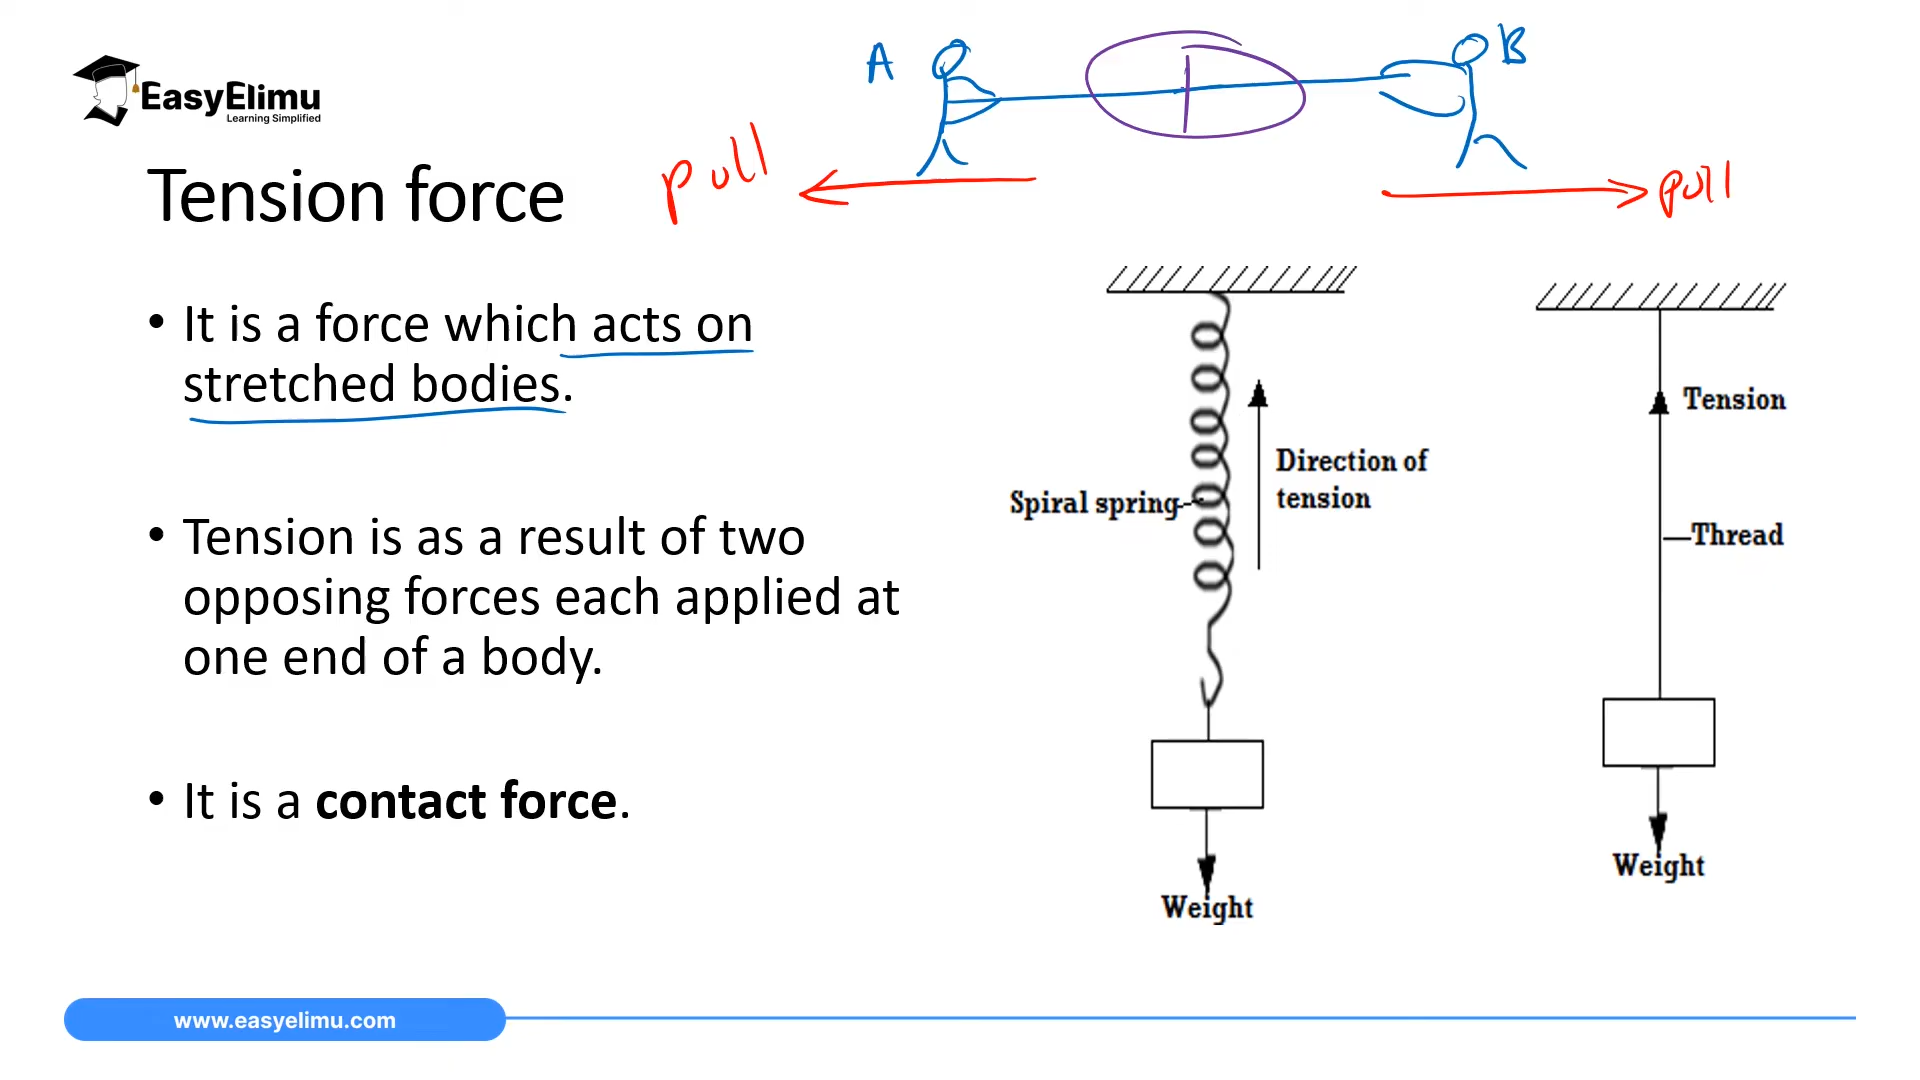 A
B
EasyElimu
Learning Simplified
pull
pull
Tension force
• It is a force which acts on
stretched bodies.
• Tension is as a result of two
opposing forces each applied at
one end of a body.
• It is a contact force.
Direction of
tension
Spiral spring
Weight
Tension
Thread
Weight
www.easyelimu.com